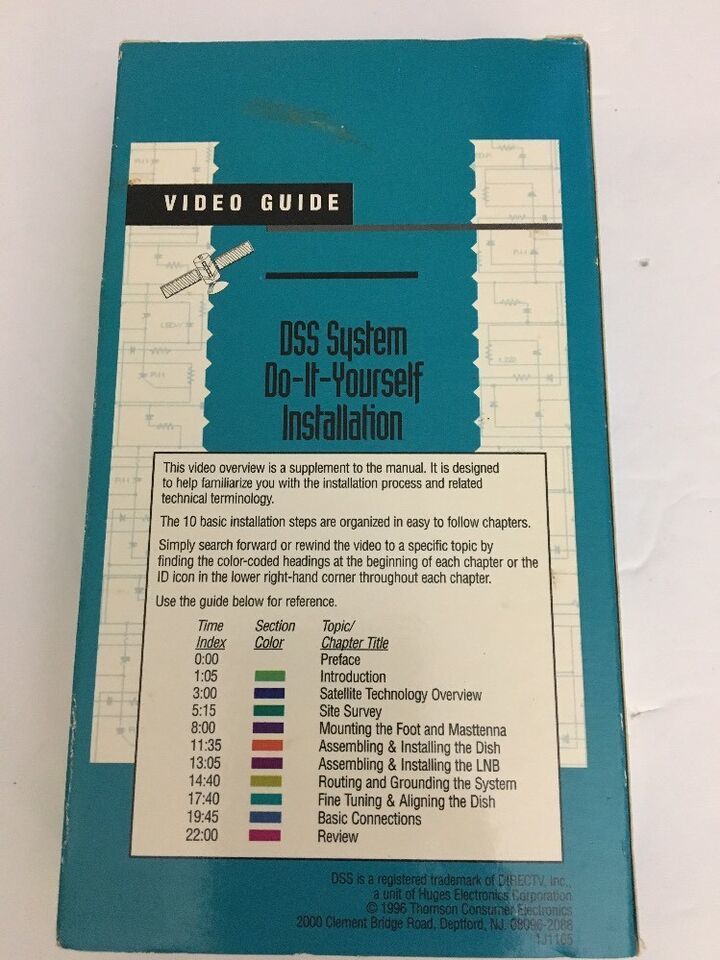 VIDEO GUIDE
DSS System
Do-It-Yourself
Installation
This video overview is a supplement to the manual. It is designed
to help familiarize you with the installation process and related
technical terminology.
The 10 basic installation steps are organized in easy to follow chapters.
Simply search forward or rewind the video to a specific topic by
finding the color-coded headings at the beginning of each chapter or the
ID icon in the lower right-hand corner throughout each chapter.
Use the guide below for reference.
Time Section Topic/
Index Color Chapter Title
0:00 Preface
1:05 Introduction
3:00 Satellite Technology Overview
5:15 Site Survey
8:00 Mounting the Foot and Masttenna
11:35 Assembling & Installing the Dish
13:05 Assembling & Installing the LNB
14:40 Routing and Grounding the System
17:40 Fine Tuning & Aligning the Dish
19:45 Basic Connections
22:00 Review
DSS is a registered trademark of DIRECTV, Inc.,
a unit of Huges Electronics Corporation
© 1996 Thomson Consumer Electronics
2000 Clement Bridge Road, Deptford, NJ. 08096-2088
1J1165